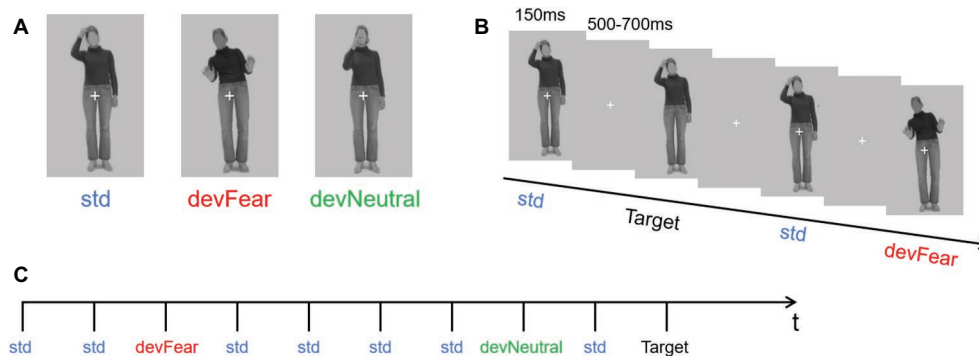 A
std
devFear
devNeutral
B
150ms
500-700ms
std
Target
std
devFear
C
t
std
std
devFear
std
std
std
std
devNeutral
std
Target